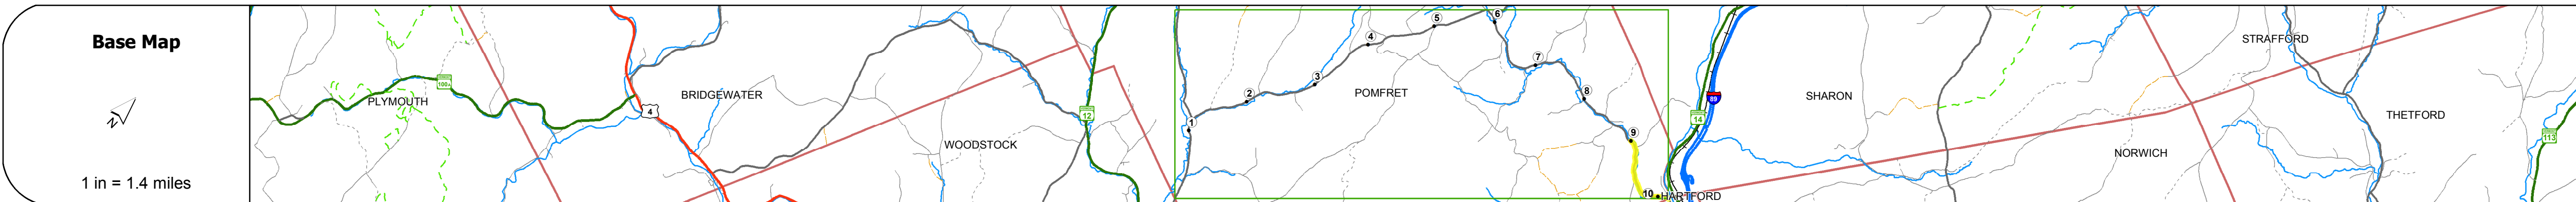 Base Map
N
1 in = 1.4 miles
PLYMOUTH
100A
4
BRIDGEWATER
WOODSTOCK
12
1
2
3
4
5
6
7
8
9
10
POMFRET
HARTFORD
14
89
SHARON
STRAFFORD
NORWICH
THETFORD
113